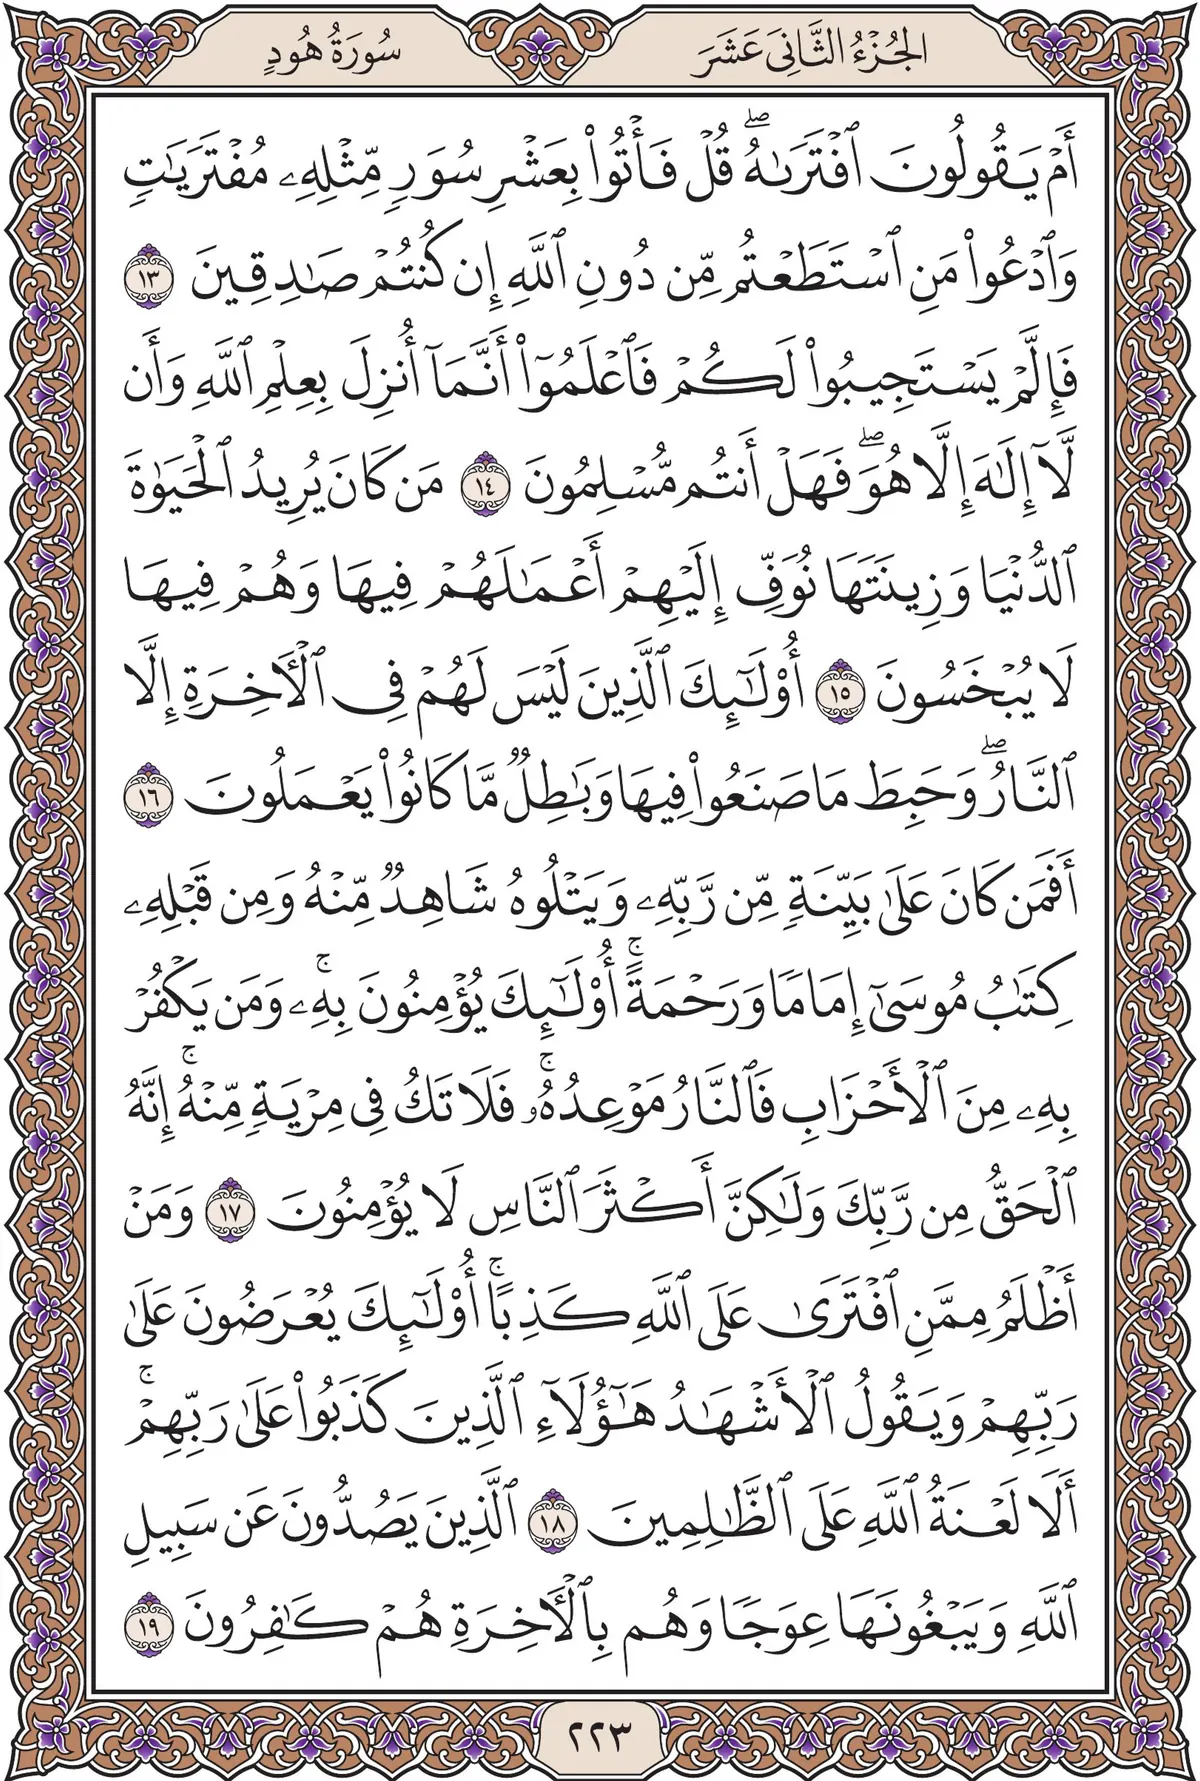 الجُزْءُ الثَّانِىَ عَشَرَ
سُورَةُ هُودٍ
أَمْ يَقُولُونَ ٱفْتَرَىٰهُۖ قُلْ فَأْتُوا۟ بِعَشْرِ سُوَرٍ مِّثْلِهِۦ مُفْتَرَيَٰتٍ
وَٱدْعُوا۟ مَنِ ٱسْتَطَعْتُم مِّن دُونِ ٱللَّهِ إِن كُنتُمْ صَٰدِقِينَ ١٣
فَإِلَّمْ يَسْتَجِيبُوا۟ لَكُمْ فَٱعْلَمُوٓا۟ أَنَّمَآ أُنزِلَ بِعِلْمِ ٱللَّهِ وَأَن
لَّآ إِلَٰهَ إِلَّا هُوَۖ فَهَلْ أَنتُم مُّسْلِمُونَ ١٤ مَن كَانَ يُرِيدُ ٱلْحَيَوٰةَ
ٱلدُّنْيَا وَزِينَتَهَا نُوَفِّ إِلَيْهِمْ أَعْمَٰلَهُمْ فِيهَا وَهُمْ فِيهَا
لَا يُبْخَسُونَ ١٥ أُو۟لَٰٓئِكَ ٱلَّذِينَ لَيْسَ لَهُمْ فِى ٱلْءَاخِرَةِ إِلَّا
ٱلنَّارُۖ وَحَبِطَ مَا صَنَعُوا۟ فِيهَا وَبَٰطِلٌ مَّا كَانُوا۟ يَعْمَلُونَ ١٦
أَفَمَن كَانَ عَلَىٰ بَيِّنَةٍ مِّن رَّبِّهِۦ وَيَتْلُوهُ شَاهِدٌ مِّنْهُ وَمِن قَبْلِهِۦ
كِتَٰبُ مُوسَىٰٓ إِمَامًا وَرَحْمَةًۚ أُو۟لَٰٓئِكَ يُؤْمِنُونَ بِهِۦۚ وَمَن يَكْفُرْ
بِهِۦ مِنَ ٱلْأَحْزَابِ فَٱلنَّارُ مَوْعِدُهُۥۚ فَلَا تَكُ فِى مِرْيَةٍ مِّنْهُۚ إِنَّهُ
ٱلْحَقُّ مِن رَّبِّكَ وَلَٰكِنَّ أَكْثَرَ ٱلنَّاسِ لَا يُؤْمِنُونَ ١٧ وَمَنْ
أَظْلَمُ مِمَّنِ ٱفْتَرَىٰ عَلَى ٱللَّهِ كَذِبًاۚ أُو۟لَٰٓئِكَ يُعْرَضُونَ عَلَىٰ
رَبِّهِمْ وَيَقُولُ ٱلْأَشْهَٰدُ هَٰٓؤُلَآءِ ٱلَّذِينَ كَذَبُوا۟ عَلَىٰ رَبِّهِمْۚ
أَلَا لَعْنَةُ ٱللَّهِ عَلَى ٱلظَّٰلِمِينَ ١٨ ٱلَّذِينَ يَصُدُّونَ عَن سَبِيلِ
ٱللَّهِ وَيَبْغُونَهَا عِوَجًا وَهُم بِٱلْءَاخِرَةِ هُمْ كَٰفِرُونَ ١٩
٢٢٣